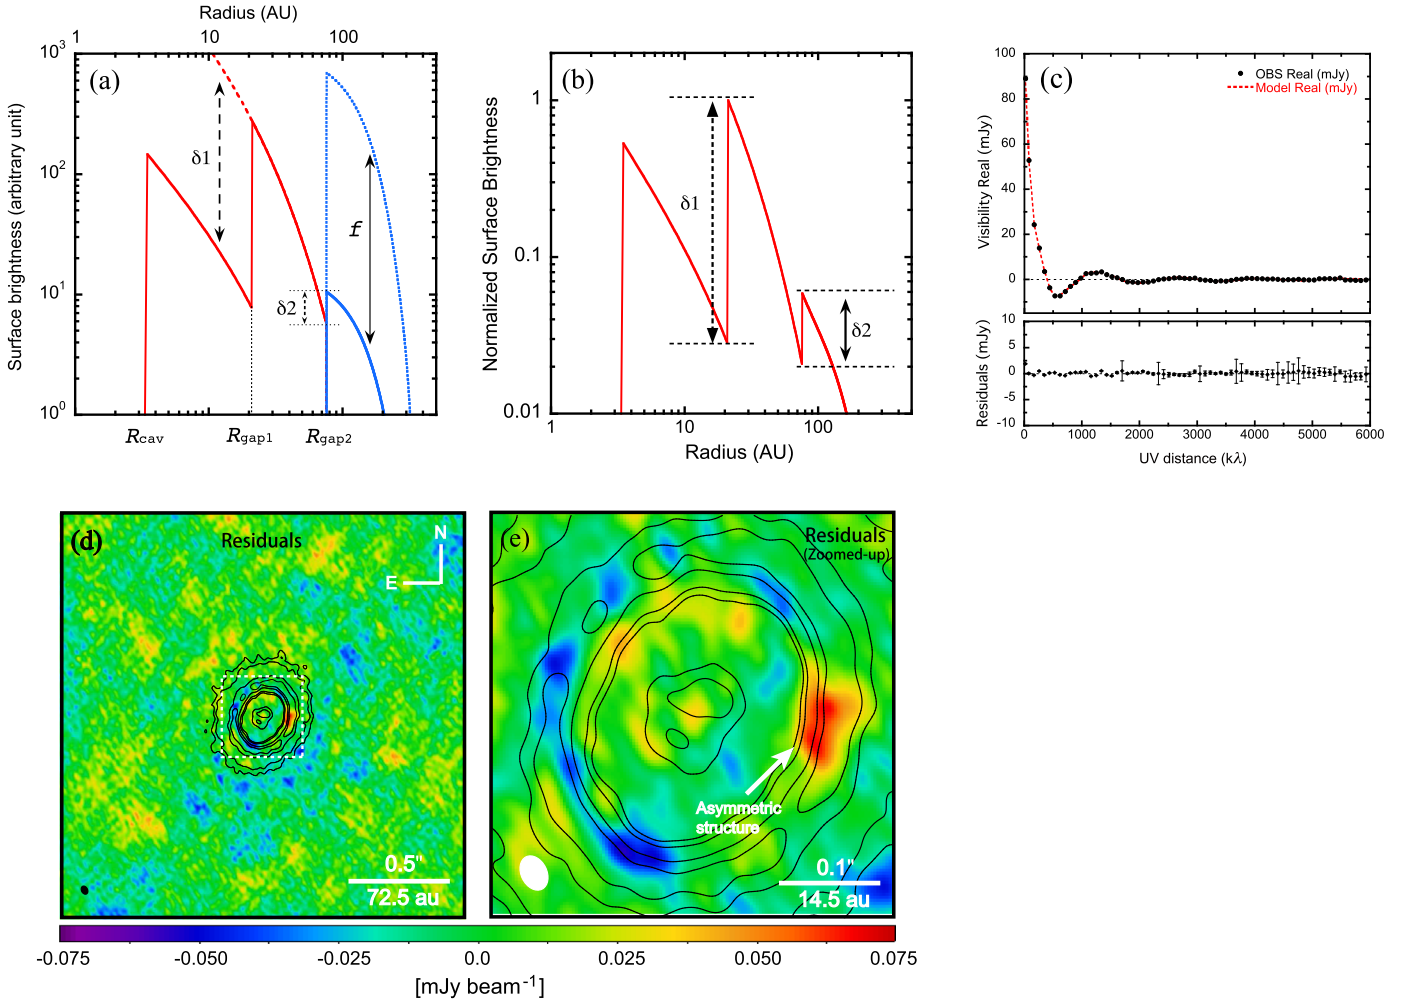 Radius (AU)
1 10 100
10³
10²
10¹
10⁰
Surface brightness (arbitrary unit)
(a)
δ1
f
δ2
Rcav Rgap1 Rgap2
(b)
1
0.1
0.01
Normalized Surface Brightness
δ1
δ2
1 10 100
Radius (AU)
(c)
OBS Real (mJy)
Model Real (mJy)
100
80
60
40
20
0
Visibility Real (mJy)
10
5
0
-5
-10
Residuals (mJy)
0 1000 2000 3000 4000 5000 6000
UV distance (kλ)
(d)
Residuals
N
E
0.5"
72.5 au
(e)
Residuals
(Zoomed-up)
Asymmetric
structure
0.1"
14.5 au
-0.075 -0.050 -0.025 0.0 0.025 0.050 0.075
[mJy beam⁻¹]